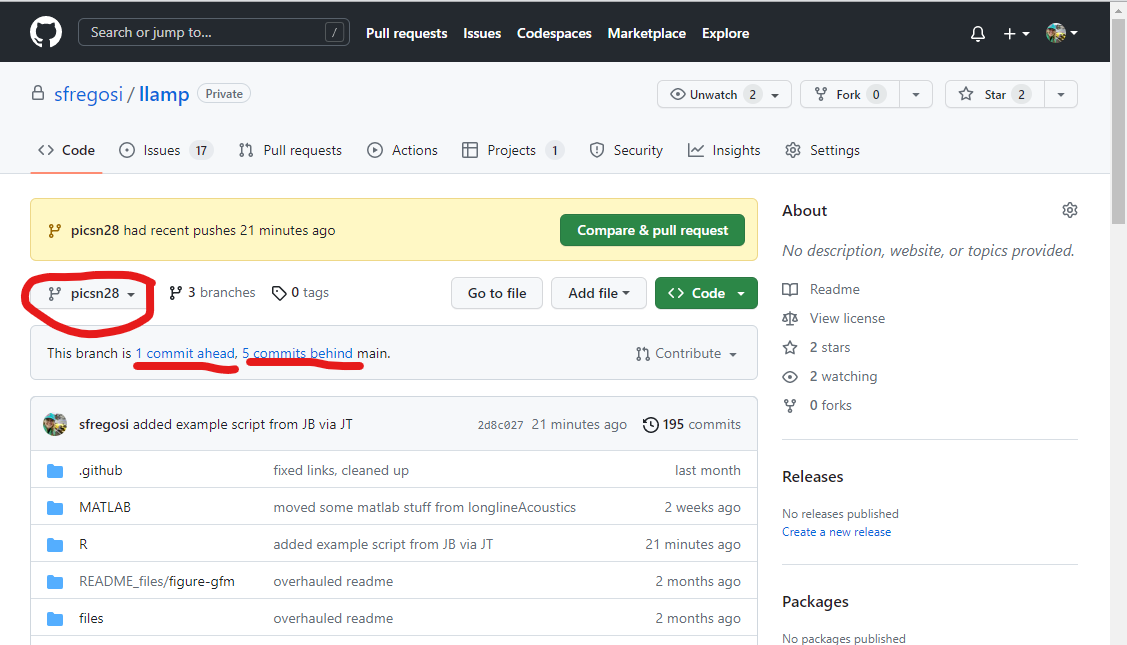 Search or jump to... /
Pull requests Issues Codespaces Marketplace Explore
sfregosi / llamp Private
Unwatch 2 Fork 0 Star 2
Code Issues 17 Pull requests Actions Projects 1 Security Insights Settings
picsn28 had recent pushes 21 minutes ago Compare & pull request
picsn28 3 branches 0 tags Go to file Add file Code
This branch is 1 commit ahead, 5 commits behind main. Contribute
sfregosi added example script from JB via JT 2d8c027 21 minutes ago 195 commits
.github fixed links, cleaned up last month
MATLAB moved some matlab stuff from longlineAcoustics 2 weeks ago
R added example script from JB via JT 21 minutes ago
README_files/figure-gfm overhauled readme 2 months ago
files overhauled readme 2 months ago
About
No description, website, or topics provided.
Readme
View license
2 stars
2 watching
0 forks
Releases
No releases published
Create a new release
Packages
No packages published